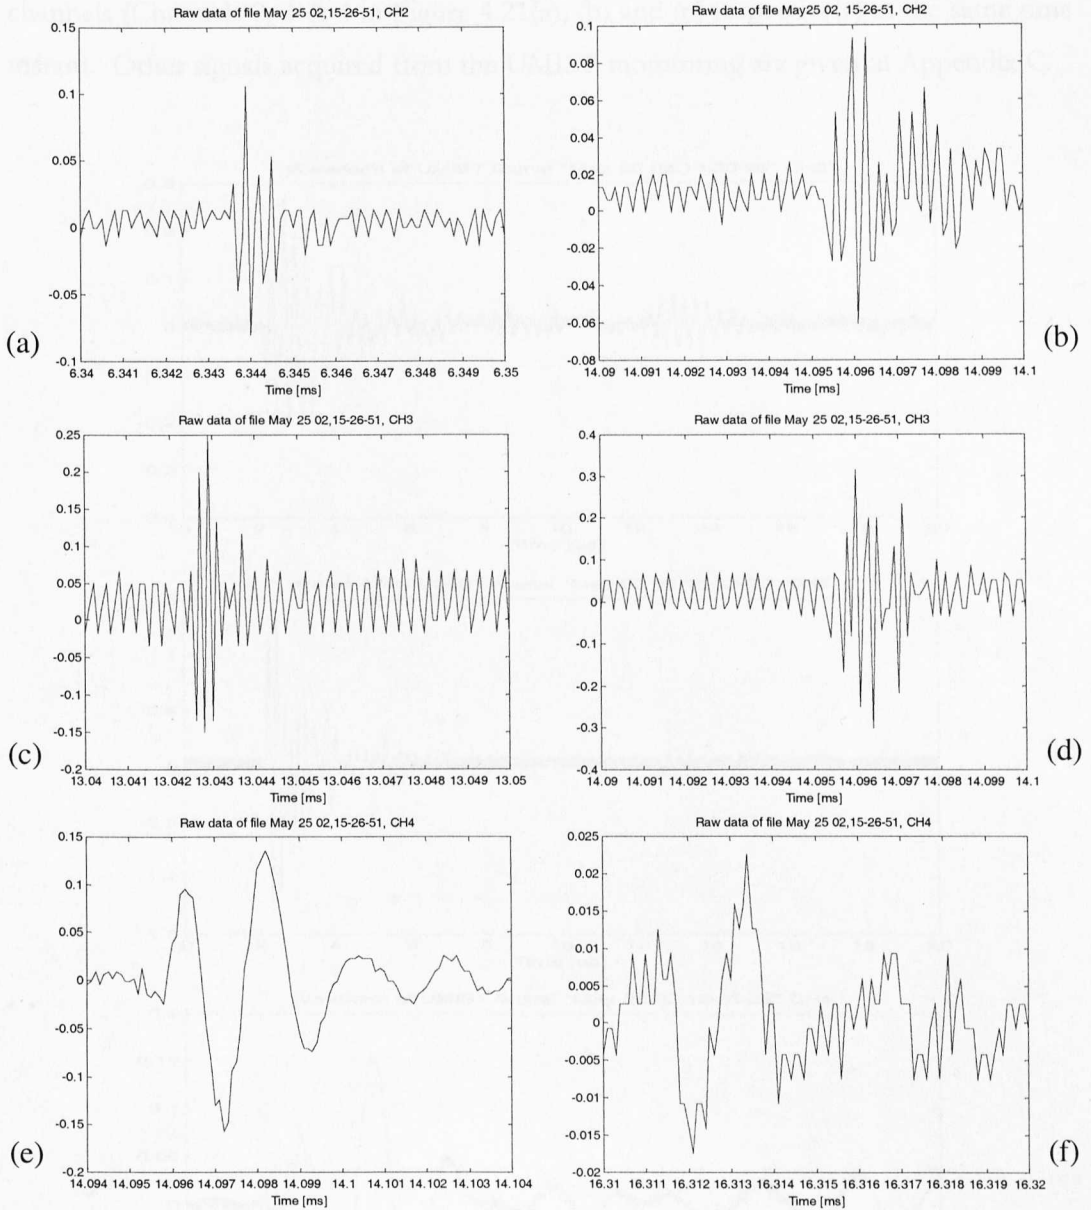 Raw data of file May 25 02, 15-26-51, CH2
0.15
0.1
0.05
0
-0.05
-0.1
6.34 6.341 6.342 6.343 6.344 6.345 6.346 6.347 6.348 6.349 6.35
Time [ms]
(a)
Raw data of file May25 02, 15-26-51, CH2
0.1
0.08
0.06
0.04
0.02
0
-0.02
-0.04
-0.06
-0.08
14.09 14.091 14.092 14.093 14.094 14.095 14.096 14.097 14.098 14.099 14.1
Time [ms]
(b)
Raw data of file May 25 02,15-26-51, CH3
0.25
0.2
0.15
0.1
0.05
0
-0.05
-0.1
-0.15
-0.2
13.04 13.041 13.042 13.043 13.044 13.045 13.046 13.047 13.048 13.049 13.05
Time [ms]
(c)
Raw data of file May 25 02,15-26-51, CH3
0.4
0.3
0.2
0.1
0
-0.1
-0.2
-0.3
-0.4
14.09 14.091 14.092 14.093 14.094 14.095 14.096 14.097 14.098 14.099 14.1
Time [ms]
(d)
Raw data of file May 25 02,15-26-51, CH4
0.15
0.1
0.05
0
-0.05
-0.1
-0.15
-0.2
14.094 14.095 14.096 14.097 14.098 14.099 14.1 14.101 14.102 14.103 14.104
Time [ms]
(e)
Raw data of file May 25 02,15-26-51, CH4
0.025
0.02
0.015
0.01
0.005
0
-0.005
-0.01
-0.015
-0.02
16.31 16.311 16.312 16.313 16.314 16.315 16.316 16.317 16.318 16.319 16.32
Time [ms]
(f)